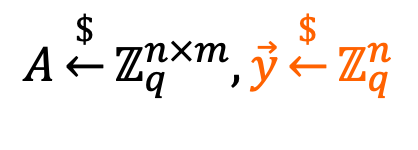 A ←$ ℤ_q^{n×m}, y⃗ ←$ ℤ_q^n